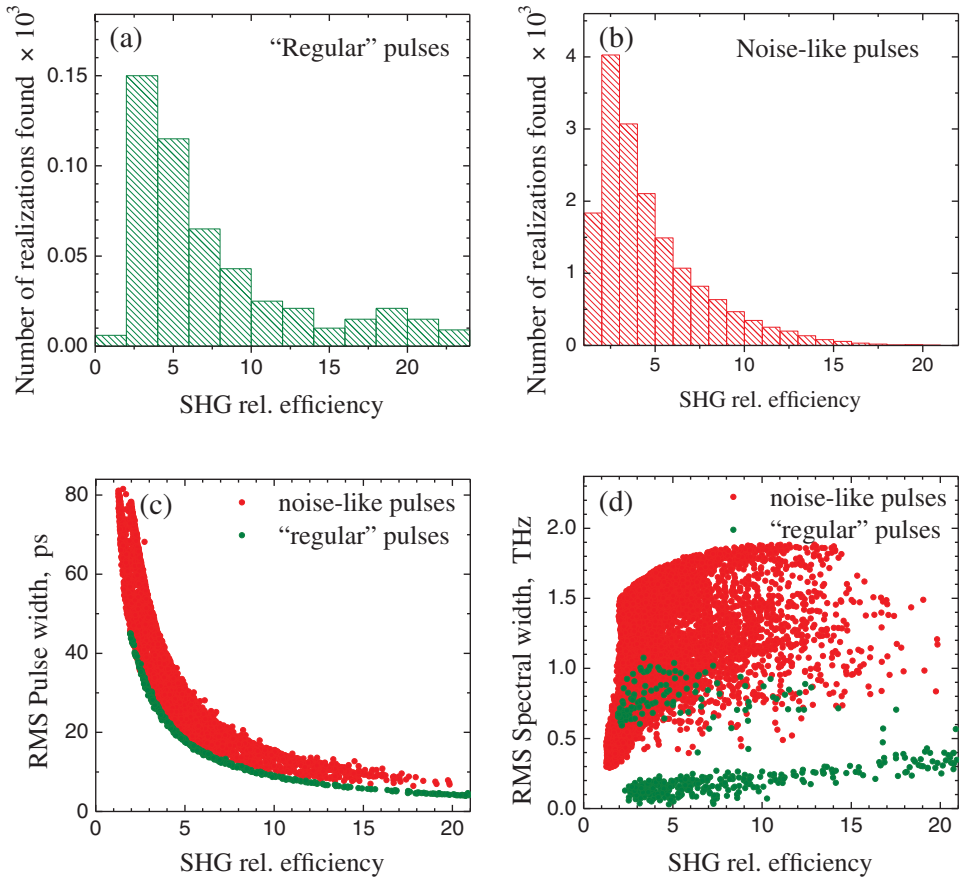 (a)
"Regular" pulses
Number of realizations found × 10³
0.15
0.10
0.05
0.00
0 5 10 15 20
SHG rel. efficiency
(b)
Noise-like pulses
Number of realizations found × 10³
4
3
2
1
0
5 10 15 20
SHG rel. efficiency
(c)
noise-like pulses
"regular" pulses
RMS Pulse width, ps
80
60
40
20
0
0 5 10 15 20
SHG rel. efficiency
(d)
noise-like pulses
"regular" pulses
RMS Spectral width, THz
2.0
1.5
1.0
0.5
0.0
0 5 10 15 20
SHG rel. efficiency